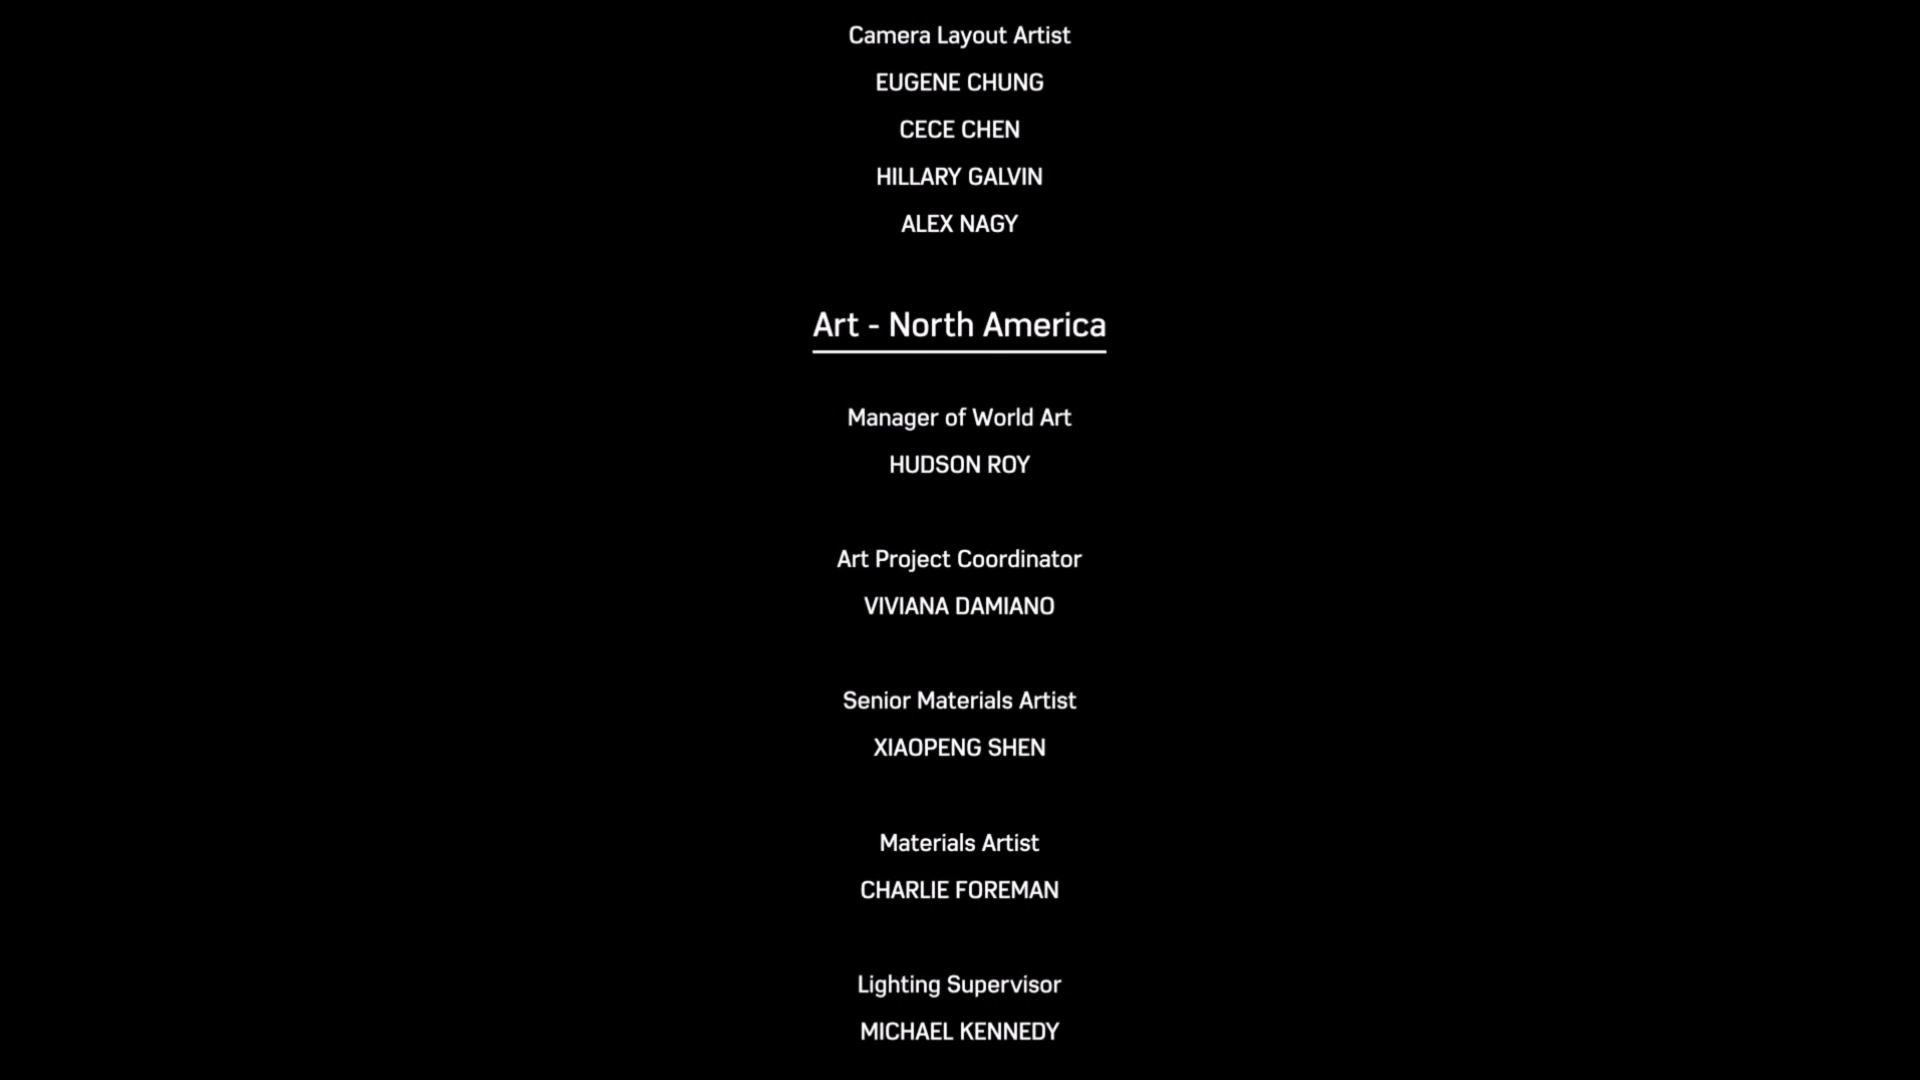 Camera Layout Artist
EUGENE CHUNG
CECE CHEN
HILLARY GALVIN
ALEX NAGY
Art - North America
Manager of World Art
HUDSON ROY
Art Project Coordinator
VIVIANA DAMIANO
Senior Materials Artist
XIAOPENG SHEN
Materials Artist
CHARLIE FOREMAN
Lighting Supervisor
MICHAEL KENNEDY